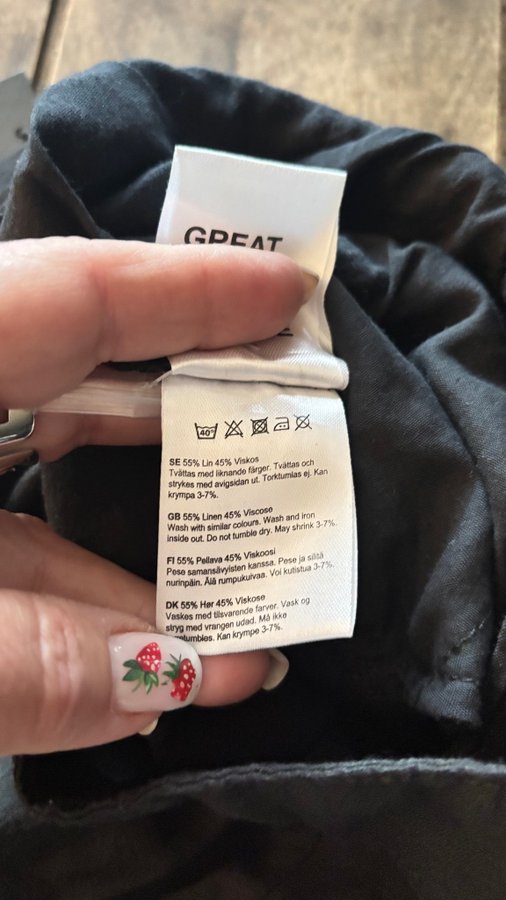 GREAT
40°
SE 55% Lin 45% Viskos
Tvättas med liknande färger. Tvättas och
strykes med avigsidan ut. Torktumlas ej. Kan
krympa 3-7%.
GB 55% Linen 45% Viscose
Wash with similar colours. Wash and iron
inside out. Do not tumble dry. May shrink 3-7%.
FI 55% Pellava 45% Viskoosi
Pese samansävyisten kanssa. Pese ja silitä
nurinpäin. Älä rumpukuivaa. Voi kutistua 3-7%.
DK 55% Hør 45% Viskose
Vaskes med tilsvarende farver. Vask og
stryg med vrangen udad. Må ikke
Kan krympe 3-7%.